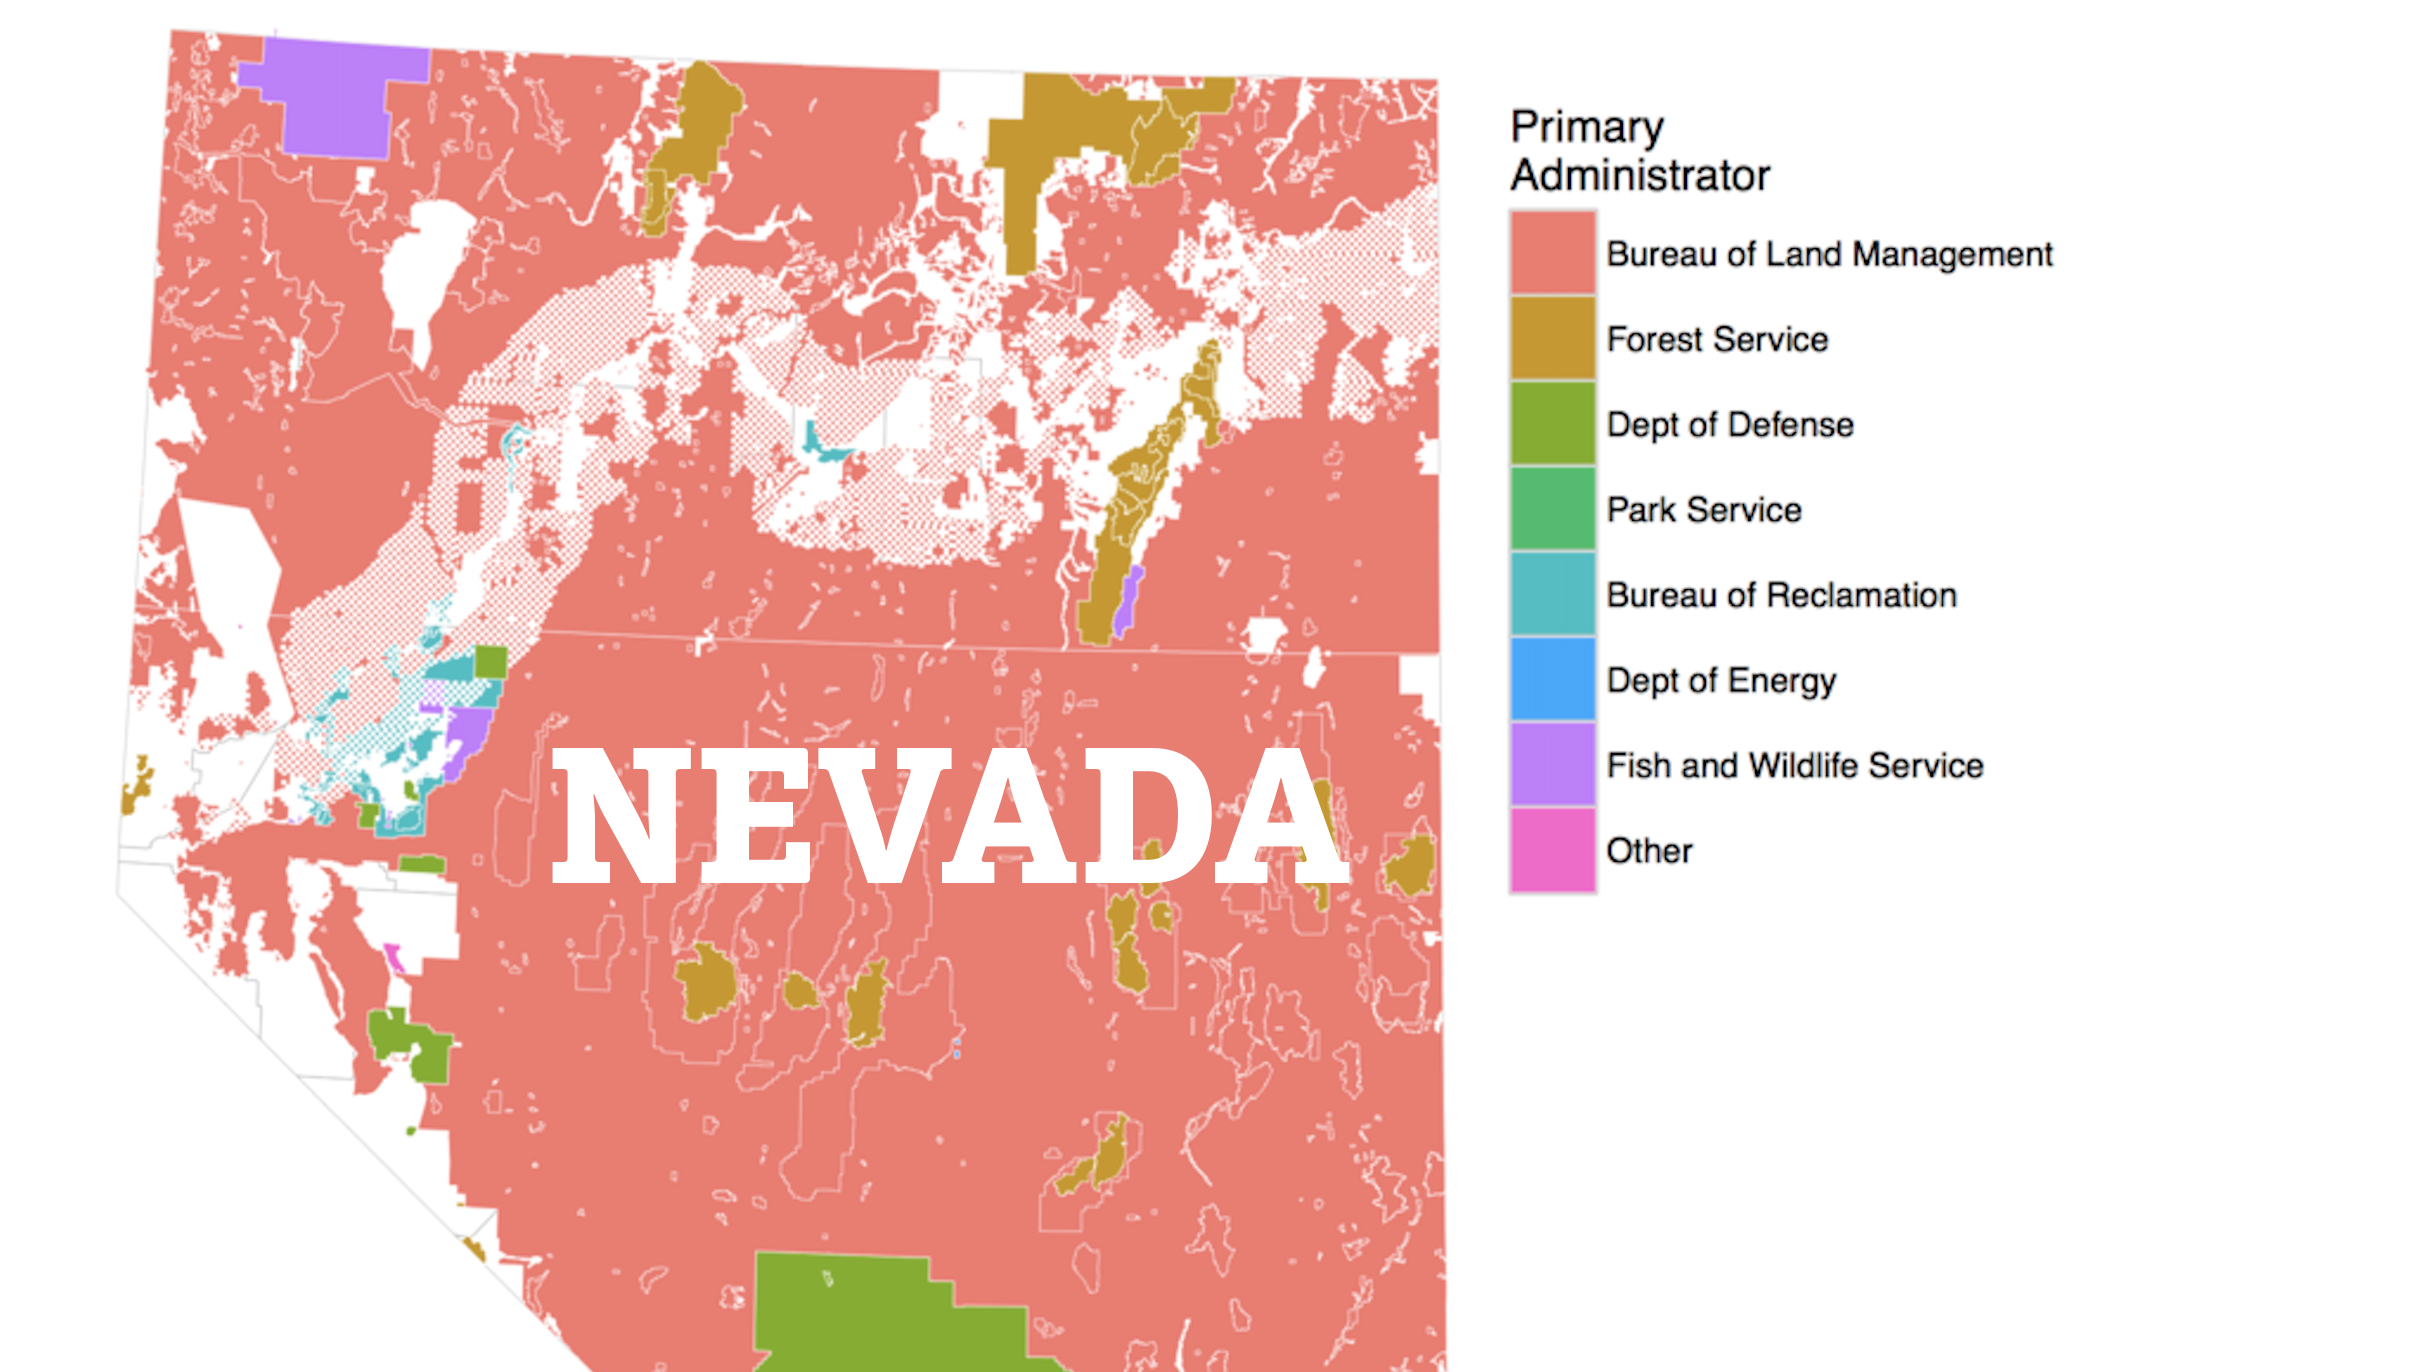 Primary
Administrator
Bureau of Land Management
Forest Service
Dept of Defense
Park Service
Bureau of Reclamation
Dept of Energy
Fish and Wildlife Service
Other
NEVADA